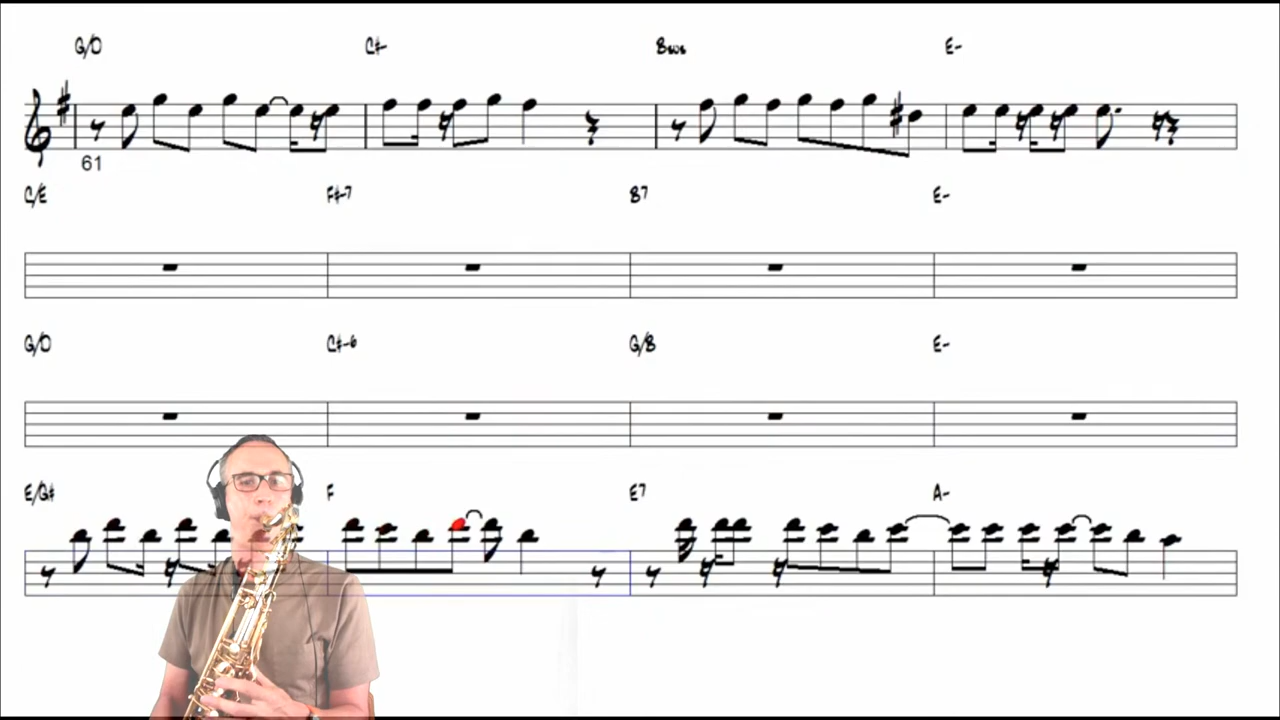 G/D C#- Bsus E-
61
C/E F#-7 B7 E-
G/D C#-6 G/B E-
E/G# F E7 A-